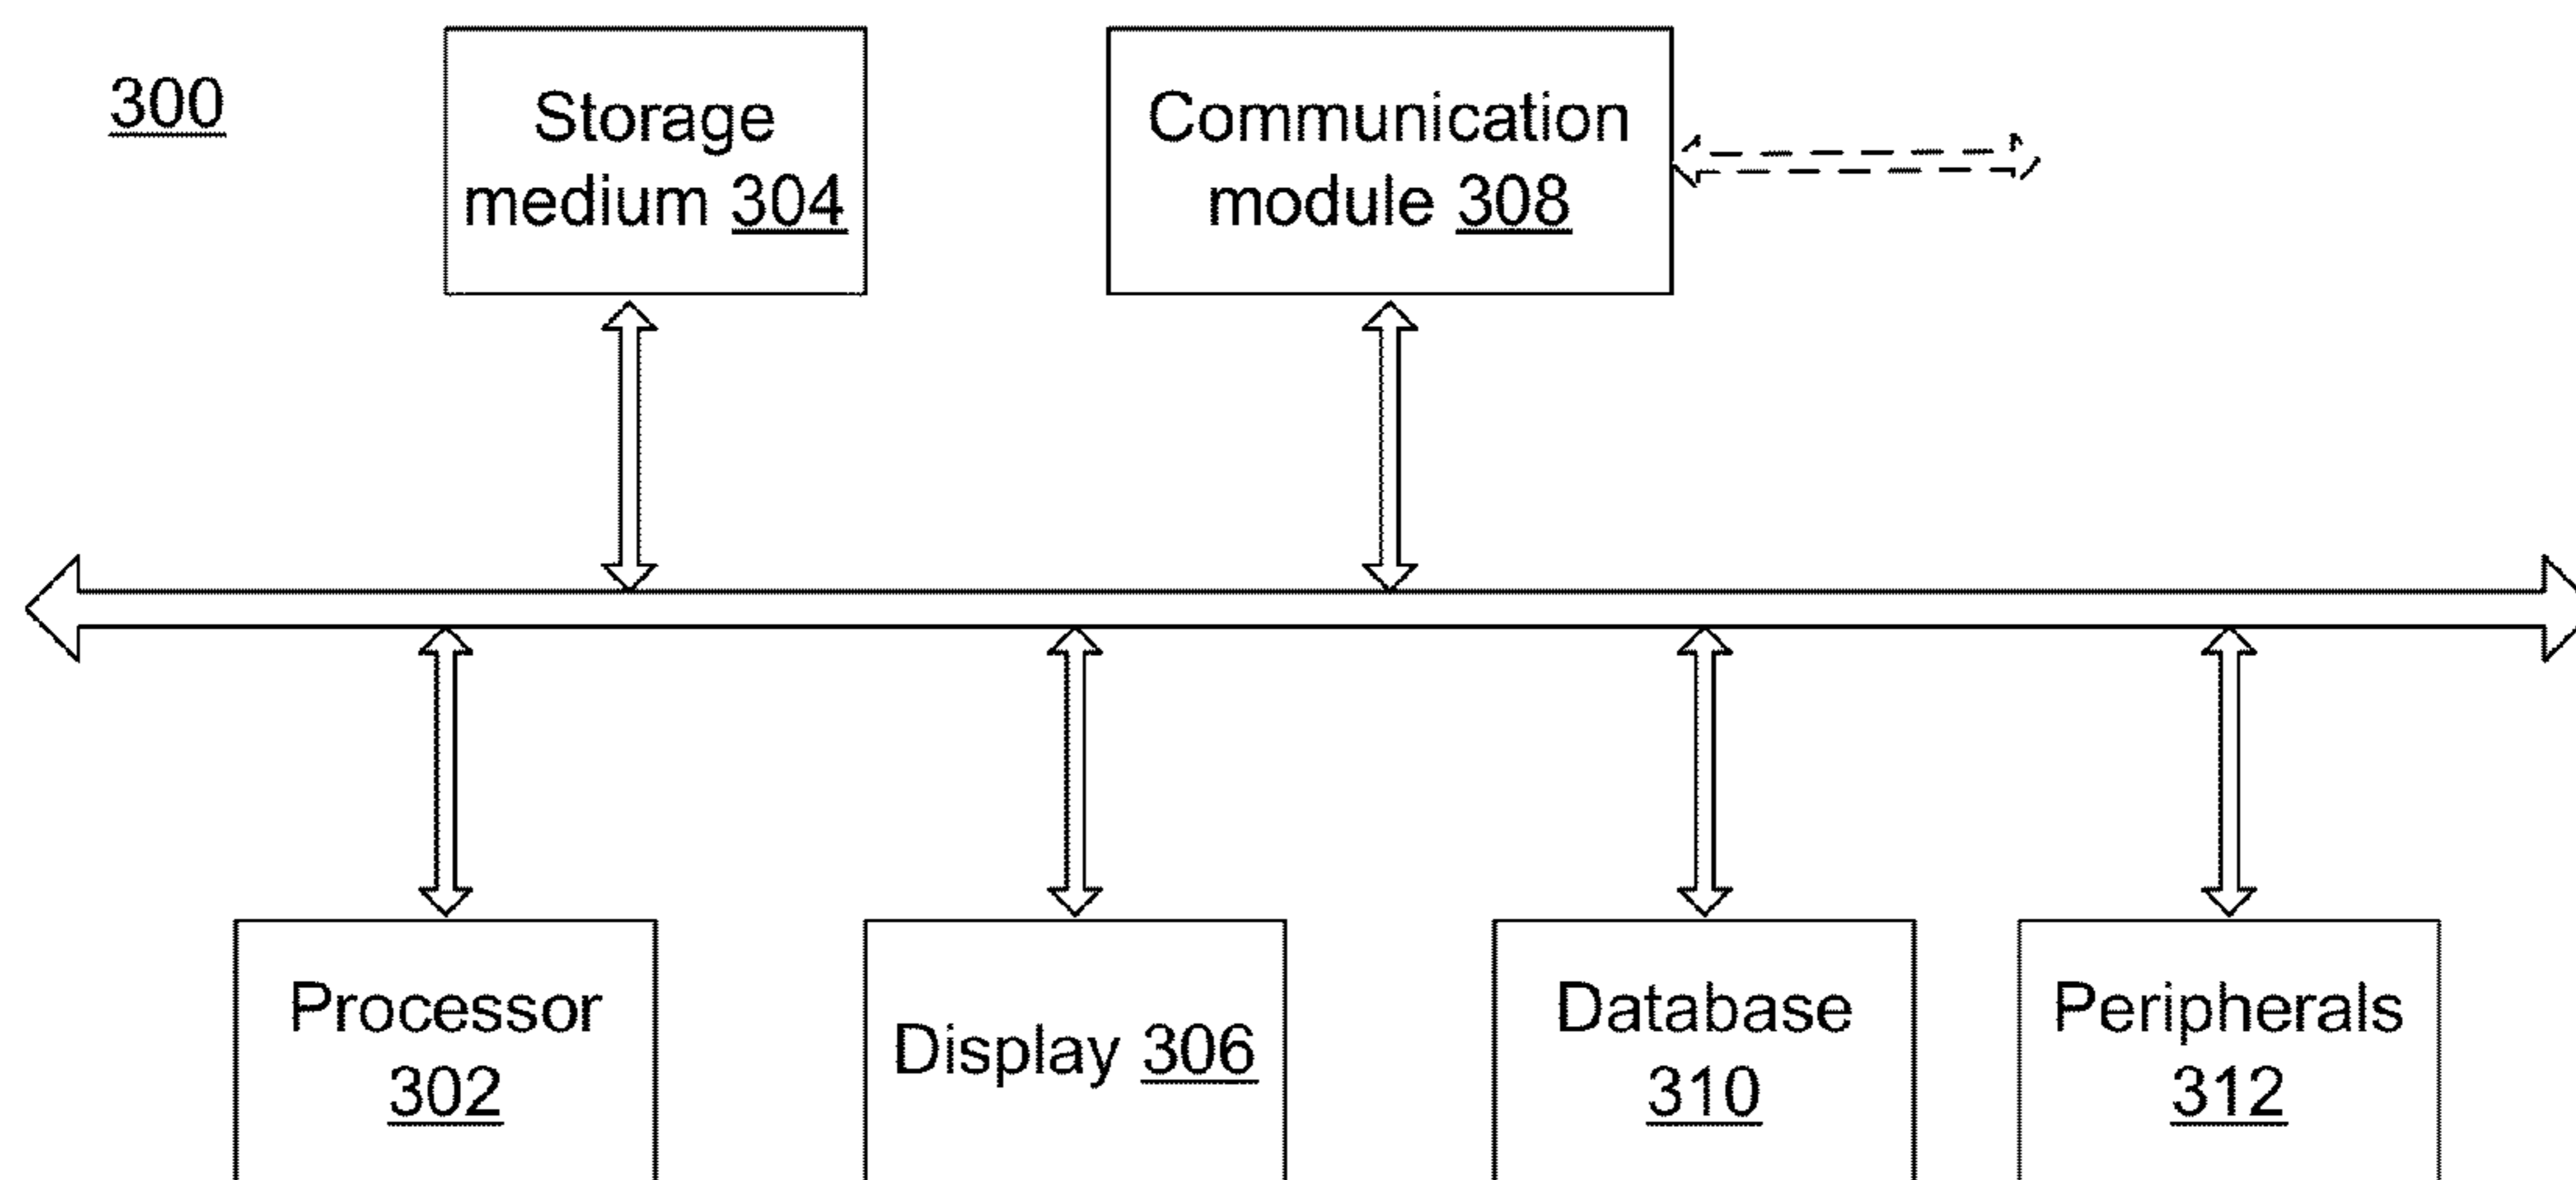 300
Storage
medium 304
Communication
module 308
Processor
302
Display 306
Database
310
Peripherals
312